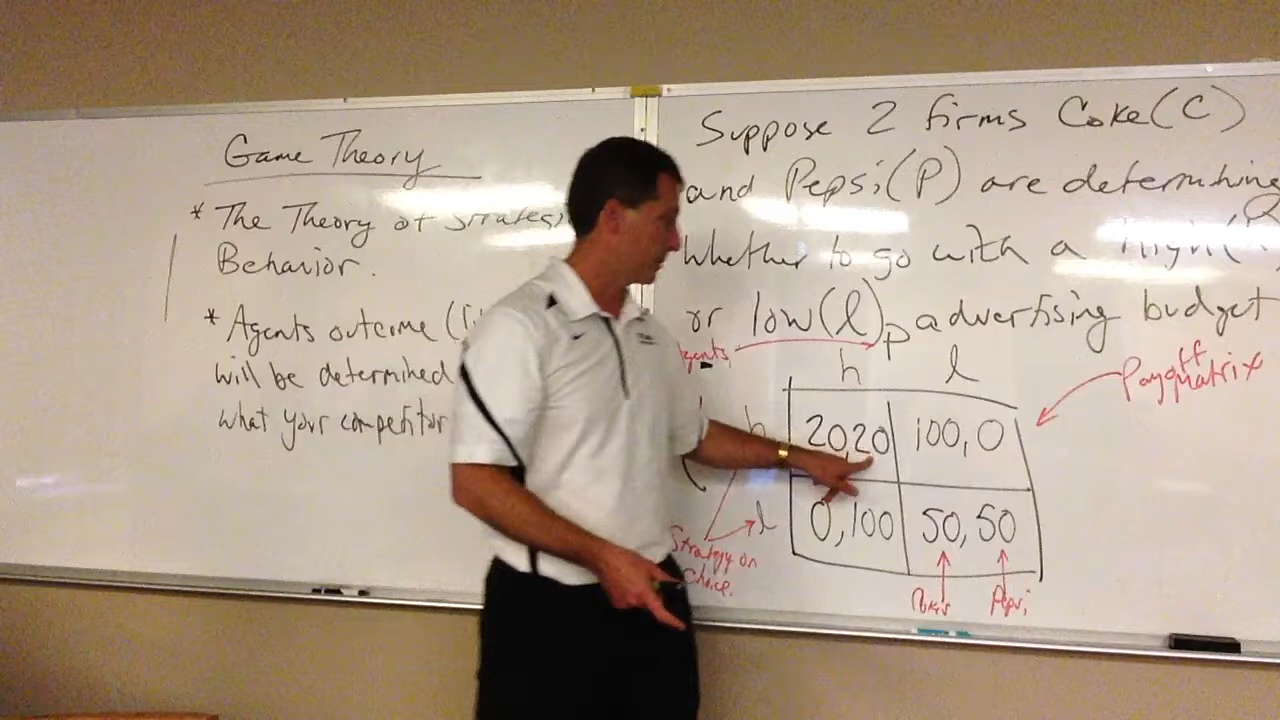 Game Theory
* The Theory of Strategi
Behavior.
* Agents outcome (
will be determined
what your competitor
Suppose 2 firms Coke(C)
and Pepsi(P) are determining
Whether to go with a High(
or low(l) advertising budget
Agents
P
h l
Payoff
matrix
h 20,20 100,0
l 0,100 50,50
Strategy or
Choice.
Pepsi